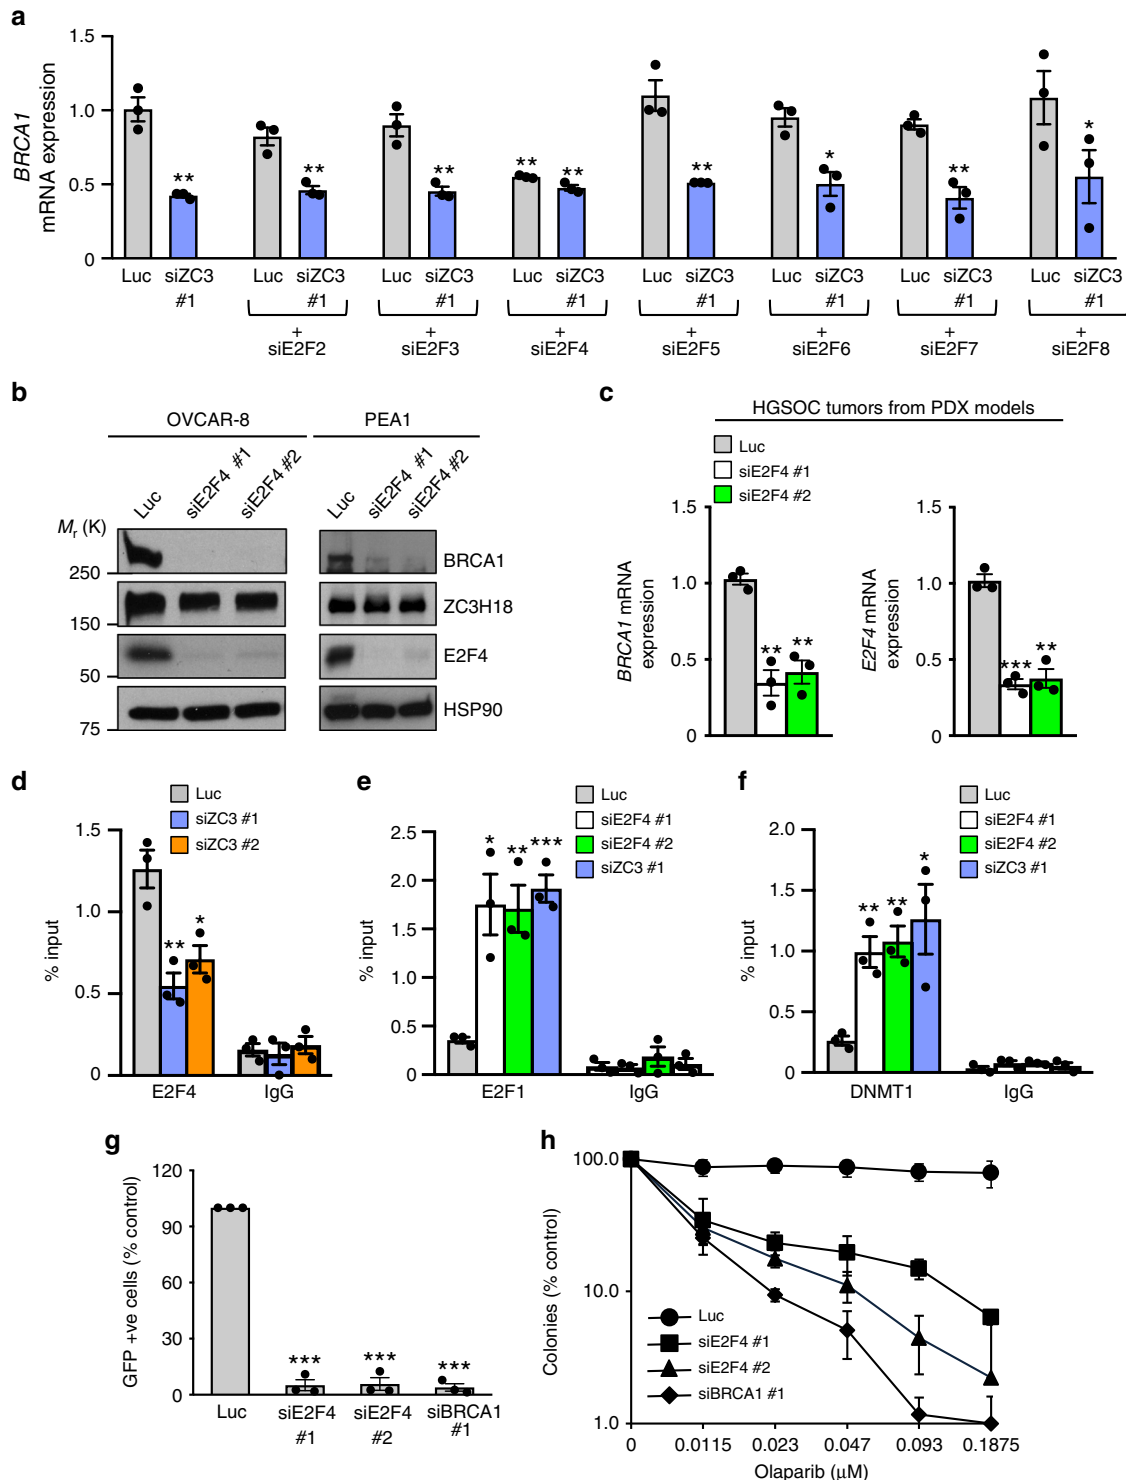 a
BRCA1
mRNA expression
1.5
1.0
0.5
0
** ** ** ** ** ** * ** *
Luc siZC3 Luc siZC3 Luc siZC3 Luc siZC3 Luc siZC3 Luc siZC3 Luc siZC3 Luc siZC3
#1 #1 #1 #1 #1 #1 #1 #1
+ + + + + + +
siE2F2 siE2F3 siE2F4 siE2F5 siE2F6 siE2F7 siE2F8
b
OVCAR-8 PEA1
Luc siE2F4 #1 siE2F4 #2 Luc siE2F4 #1 siE2F4 #2
Mr (K)
BRCA1
250
ZC3H18
150
E2F4
50
HSP90
75
c
HGSOC tumors from PDX models
Luc
siE2F4 #1
siE2F4 #2
BRCA1 mRNA
expression
1.5
1.0
0.5
0
** **
E2F4 mRNA
expression
1.5
1.0
0.5
0
*** **
d
Luc
siZC3 #1
siZC3 #2
% input
1.5
1.0
0.5
0
** *
E2F4 IgG
e
Luc
siE2F4 #1
siE2F4 #2
siZC3 #1
% input
2.5
2.0
1.5
1.0
0.5
0
* ** ***
E2F1 IgG
f
Luc
siE2F4 #1
siE2F4 #2
siZC3 #1
% input
2.0
1.5
1.0
0.5
0
** ** *
DNMT1 IgG
g
GFP +ve cells (% control)
120
90
60
30
0
*** *** ***
Luc siE2F4 siE2F4 siBRCA1
#1 #2 #1
h
Colonies (% control)
100.0
10.0
1.0
Luc
siE2F4 #1
siE2F4 #2
siBRCA1 #1
0 0.0115 0.023 0.047 0.093 0.1875
Olaparib (μM)